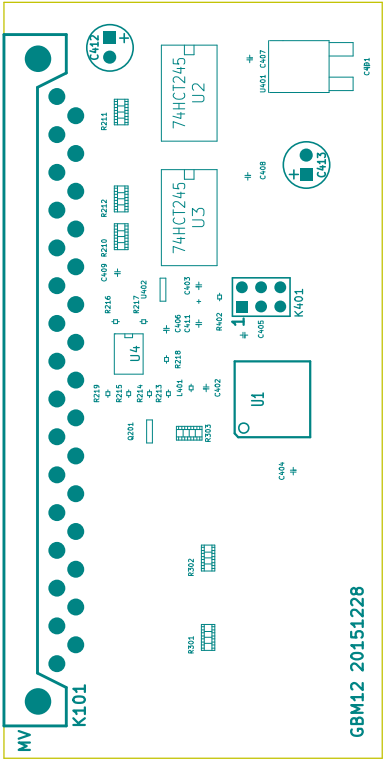 C412
+
R211
74HCT245
U2
C407
U401
C401
R212
R210
74HCT245
U3
C408
C413
+
C409
U402
C403
+
R216
R217
C406
C411
R402
1
K401
C405
U4
R218
R219
R215
R214
R213
L401
C402
U1
Q201
R303
C404
R302
R301
K101
MV
GBM12 20151228